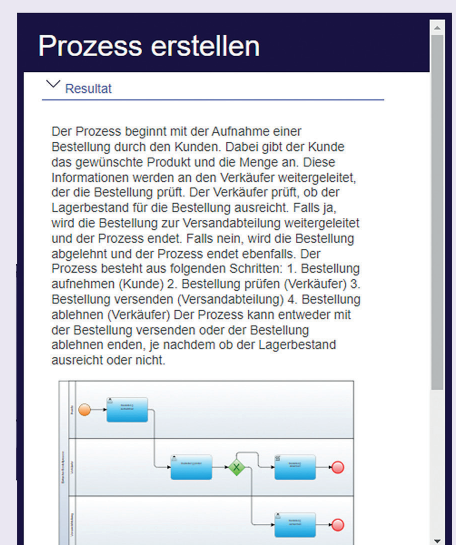 Prozess erstellen
Resultat
Der Prozess beginnt mit der Aufnahme einer
Bestellung durch den Kunden. Dabei gibt der Kunde
das gewünschte Produkt und die Menge an. Diese
Informationen werden an den Verkäufer weitergeleitet,
der die Bestellung prüft. Der Verkäufer prüft, ob der
Lagerbestand für die Bestellung ausreicht. Falls ja,
wird die Bestellung zur Versandabteilung weitergeleitet
und der Prozess endet. Falls nein, wird die Bestellung
abgelehnt und der Prozess endet ebenfalls. Der
Prozess besteht aus folgenden Schritten: 1. Bestellung
aufnehmen (Kunde) 2. Bestellung prüfen (Verkäufer) 3.
Bestellung versenden (Versandabteilung) 4. Bestellung
ablehnen (Verkäufer) Der Prozess kann entweder mit
der Bestellung versenden oder der Bestellung
ablehnen enden, je nachdem ob der Lagerbestand
ausreicht oder nicht.